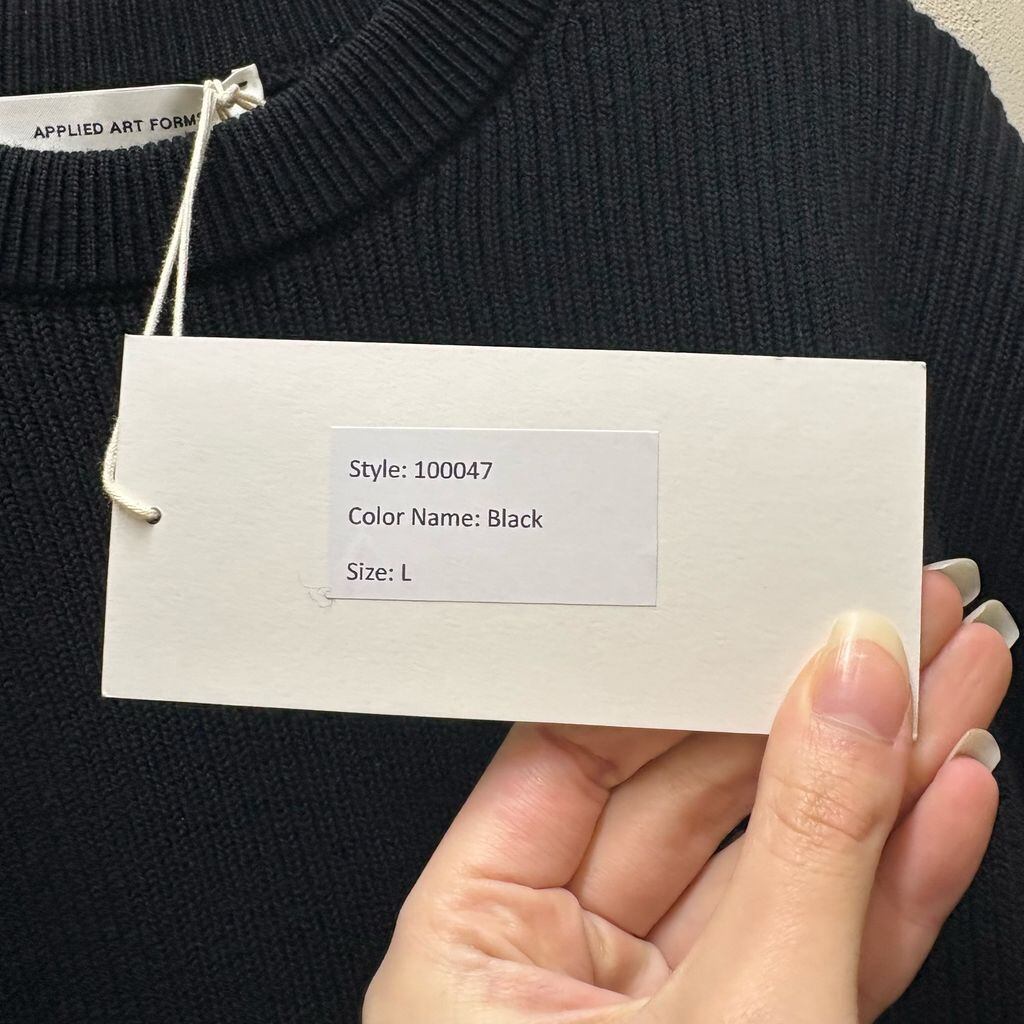 APPLIED ART FORMS
Style: 100047
Color Name: Black
Size: L